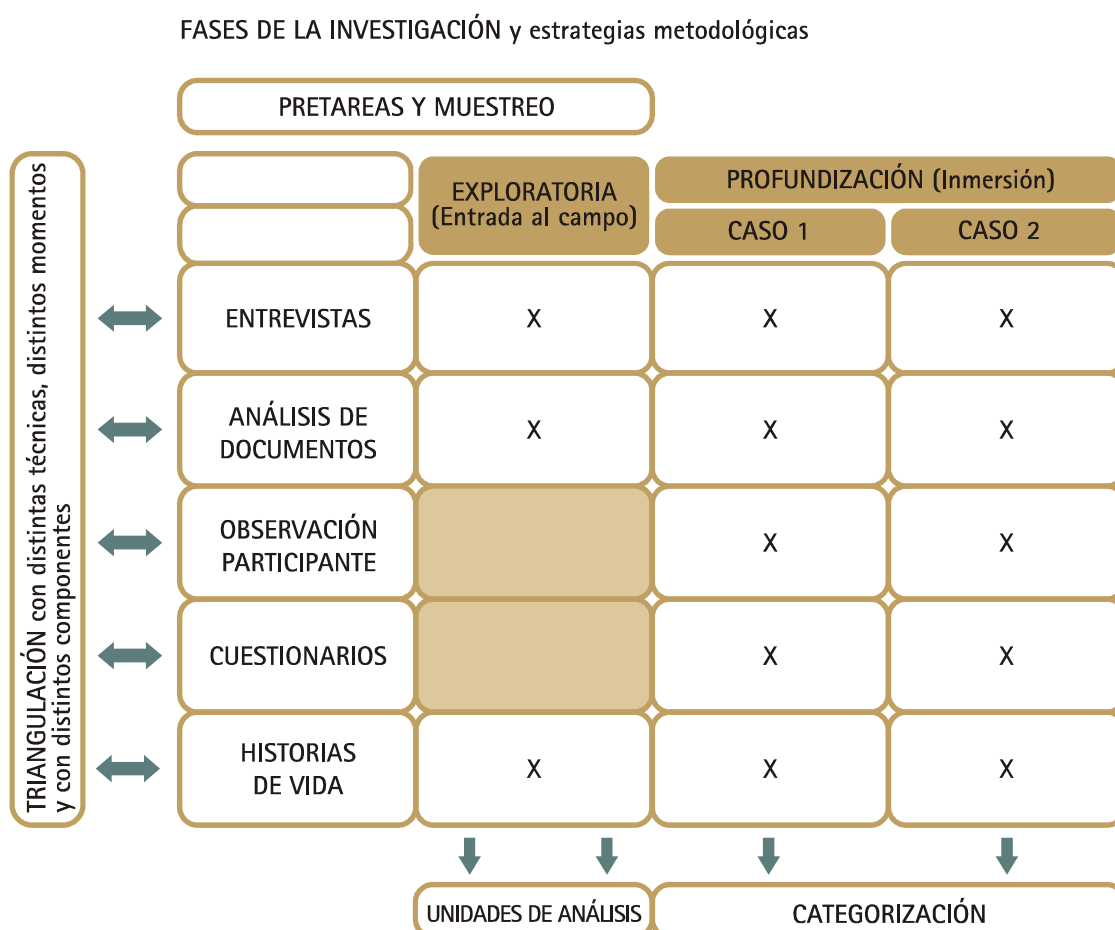 FASES DE LA INVESTIGACIÓN y estrategias metodológicas
PRETAREAS Y MUESTREO
TRIANGULACIÓN con distintas técnicas, distintos momentos
y con distintos componentes
EXPLORATORIA
(Entrada al campo)
PROFUNDIZACIÓN (Inmersión)
CASO 1
CASO 2
ENTREVISTAS
X
X
X
ANÁLISIS DE
DOCUMENTOS
X
X
X
OBSERVACIÓN
PARTICIPANTE
X
X
CUESTIONARIOS
X
X
HISTORIAS
DE VIDA
X
X
X
UNIDADES DE ANÁLISIS
CATEGORIZACIÓN